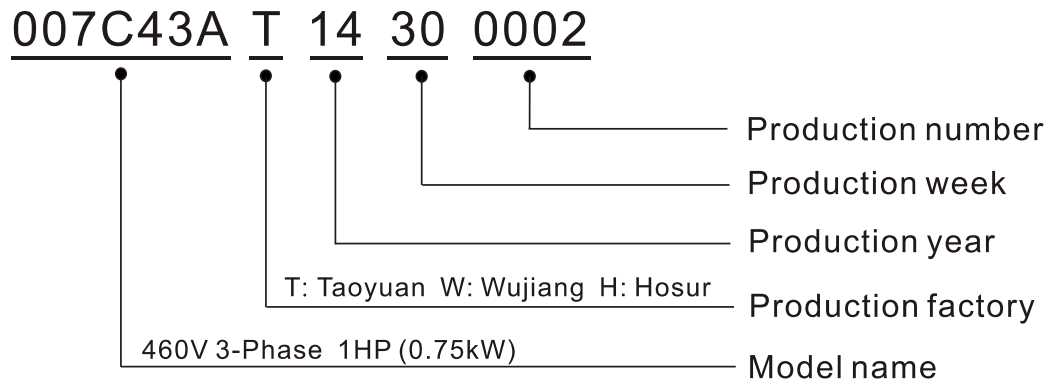 007C43A T 14 30 0002
Production number
Production week
Production year
T: Taoyuan W: Wujiang H: Hosur
Production factory
460V 3-Phase 1HP (0.75kW)
Model name